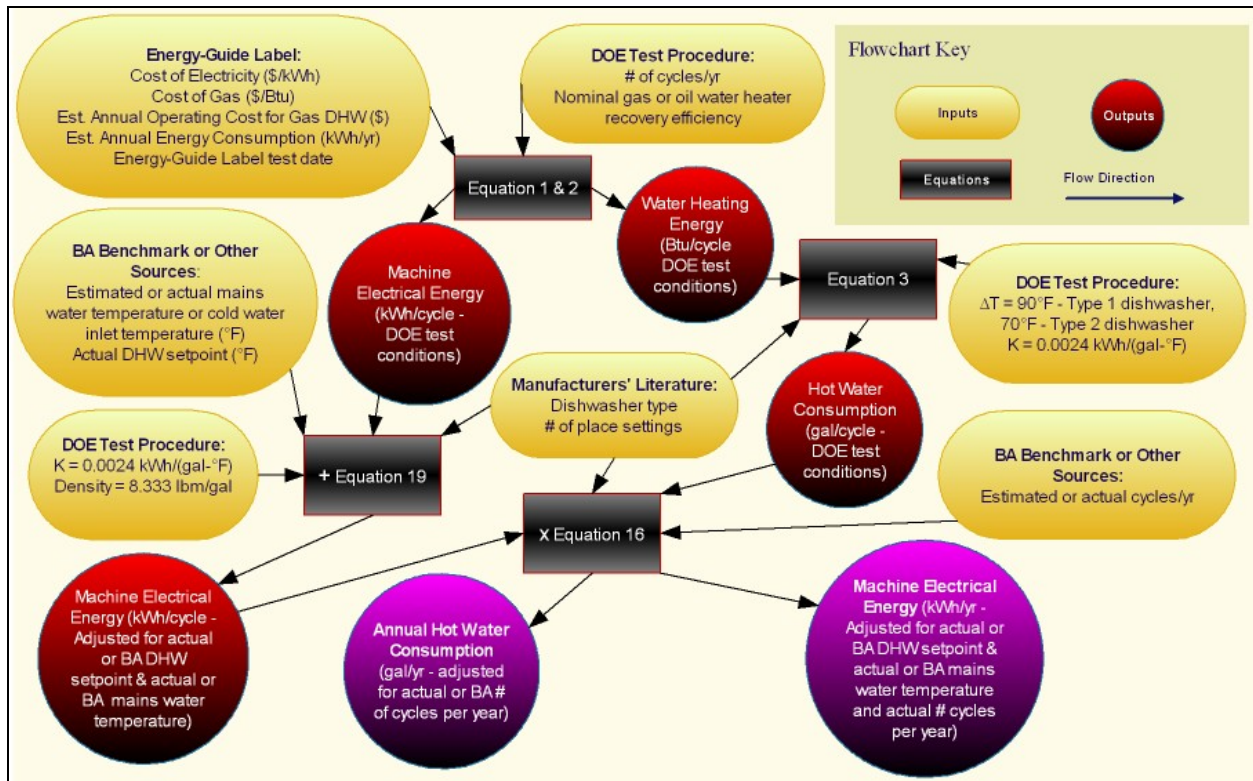 Energy-Guide Label:
Cost of Electricity ($/kWh)
Cost of Gas ($/Btu)
Est. Annual Operating Cost for Gas DHW ($)
Est. Annual Energy Consumption (kWh/yr)
Energy-Guide Label test date
DOE Test Procedure:
# of cycles/yr
Nominal gas or oil water heater
recovery efficiency
Flowchart Key
Inputs
Outputs
Equations
Flow Direction
Equation 1 & 2
Water Heating
Energy
(Btu/cycle
DOE test
conditions)
BA Benchmark or Other
Sources:
Estimated or actual mains
water temperature or cold water
inlet temperature (°F)
Actual DHW setpoint (°F)
Machine
Electrical Energy
(kWh/cycle -
DOE test
conditions)
Equation 3
DOE Test Procedure:
ΔT = 90°F - Type 1 dishwasher,
70°F - Type 2 dishwasher
K = 0.0024 kWh/(gal-°F)
Manufacturers' Literature:
Dishwasher type
# of place settings
Hot Water
Consumption
(gal/cycle -
DOE test
conditions)
DOE Test Procedure:
K = 0.0024 kWh/(gal-°F)
Density = 8.333 lbm/gal
+ Equation 19
BA Benchmark or Other
Sources:
Estimated or actual cycles/yr
x Equation 16
Machine Electrical
Energy (kWh/cycle -
Adjusted for actual
or BA DHW
setpoint & actual or
BA mains water
temperature)
Annual Hot Water
Consumption
(gal/yr - adjusted
for actual or BA #
of cycles per year)
Machine Electrical
Energy (kWh/yr -
Adjusted for actual or
BA DHW setpoint &
actual or BA mains
water temperature
and actual # cycles
per year)